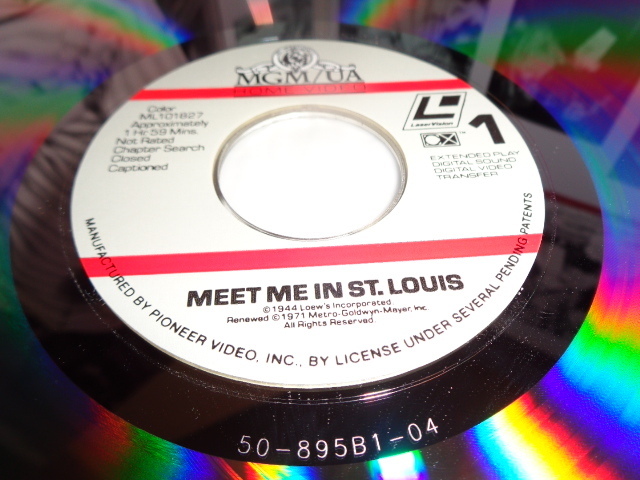 MGM/UA
HOME VIDEO
Color
ML101827
Approximately
1 Hr 59 Mins.
Not Rated
Chapter Search
Closed
Captioned
LaserVision
CX™
1
EXTENDED PLAY
DIGITAL SOUND
DIGITAL VIDEO
TRANSFER
MEET ME IN ST. LOUIS
©1944 Loew's Incorporated
Renewed ©1971 Metro-Goldwyn-Mayer, Inc.
All Rights Reserved.
MANUFACTURED BY PIONEER VIDEO, INC., BY LICENSE UNDER SEVERAL PENDING PATENTS
50-895B1-04